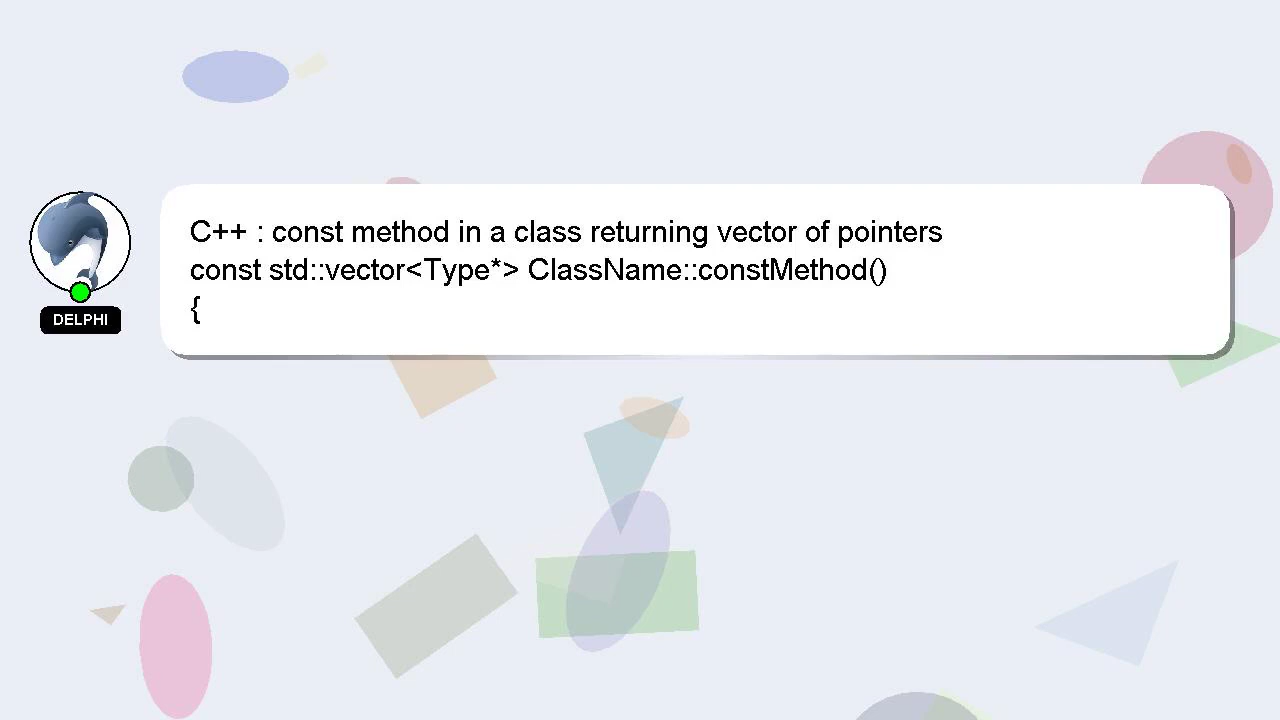 C++ : const method in a class returning vector of pointers
const std::vector<Type*> ClassName::constMethod()
{
DELPHI